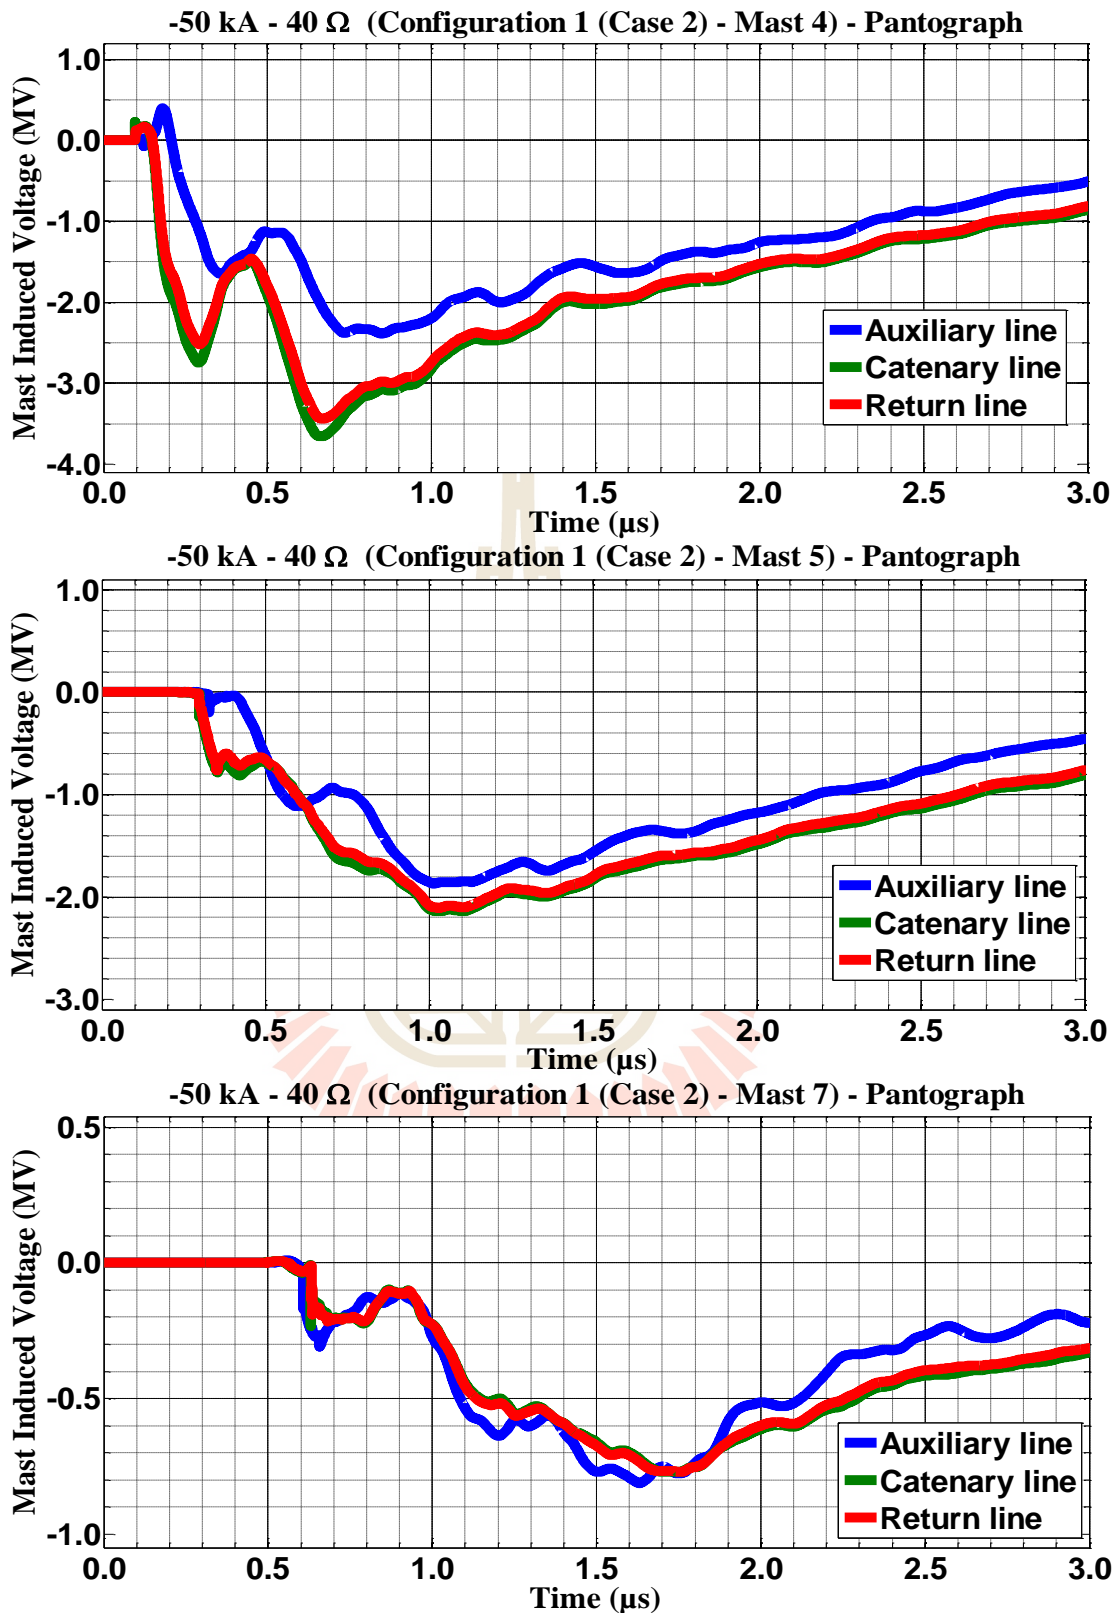 -50 kA - 40 Ω (Configuration 1 (Case 2) - Mast 4) - Pantograph
Mast Induced Voltage (MV)
1.0
0.0
-1.0
-2.0
-3.0
-4.0
Auxiliary line
Catenary line
Return line
0.0 0.5 1.0 1.5 2.0 2.5 3.0
Time (µs)
-50 kA - 40 Ω (Configuration 1 (Case 2) - Mast 5) - Pantograph
Mast Induced Voltage (MV)
1.0
0.0
-1.0
-2.0
-3.0
Auxiliary line
Catenary line
Return line
0.0 0.5 1.0 1.5 2.0 2.5 3.0
Time (µs)
-50 kA - 40 Ω (Configuration 1 (Case 2) - Mast 7) - Pantograph
Mast Induced Voltage (MV)
0.5
0.0
-0.5
-1.0
Auxiliary line
Catenary line
Return line
0.0 0.5 1.0 1.5 2.0 2.5 3.0
Time (µs)